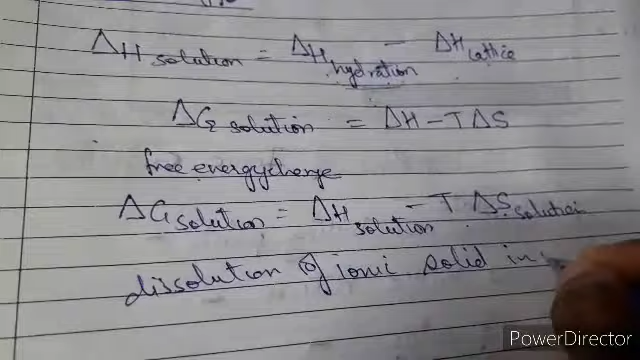 ΔH solution = ΔH hydration - ΔH lattice
ΔG solution = ΔH - TΔS
free energy change
ΔG solution = ΔH solution - T ΔS solution
dissolution of ionic solid in
PowerDirector